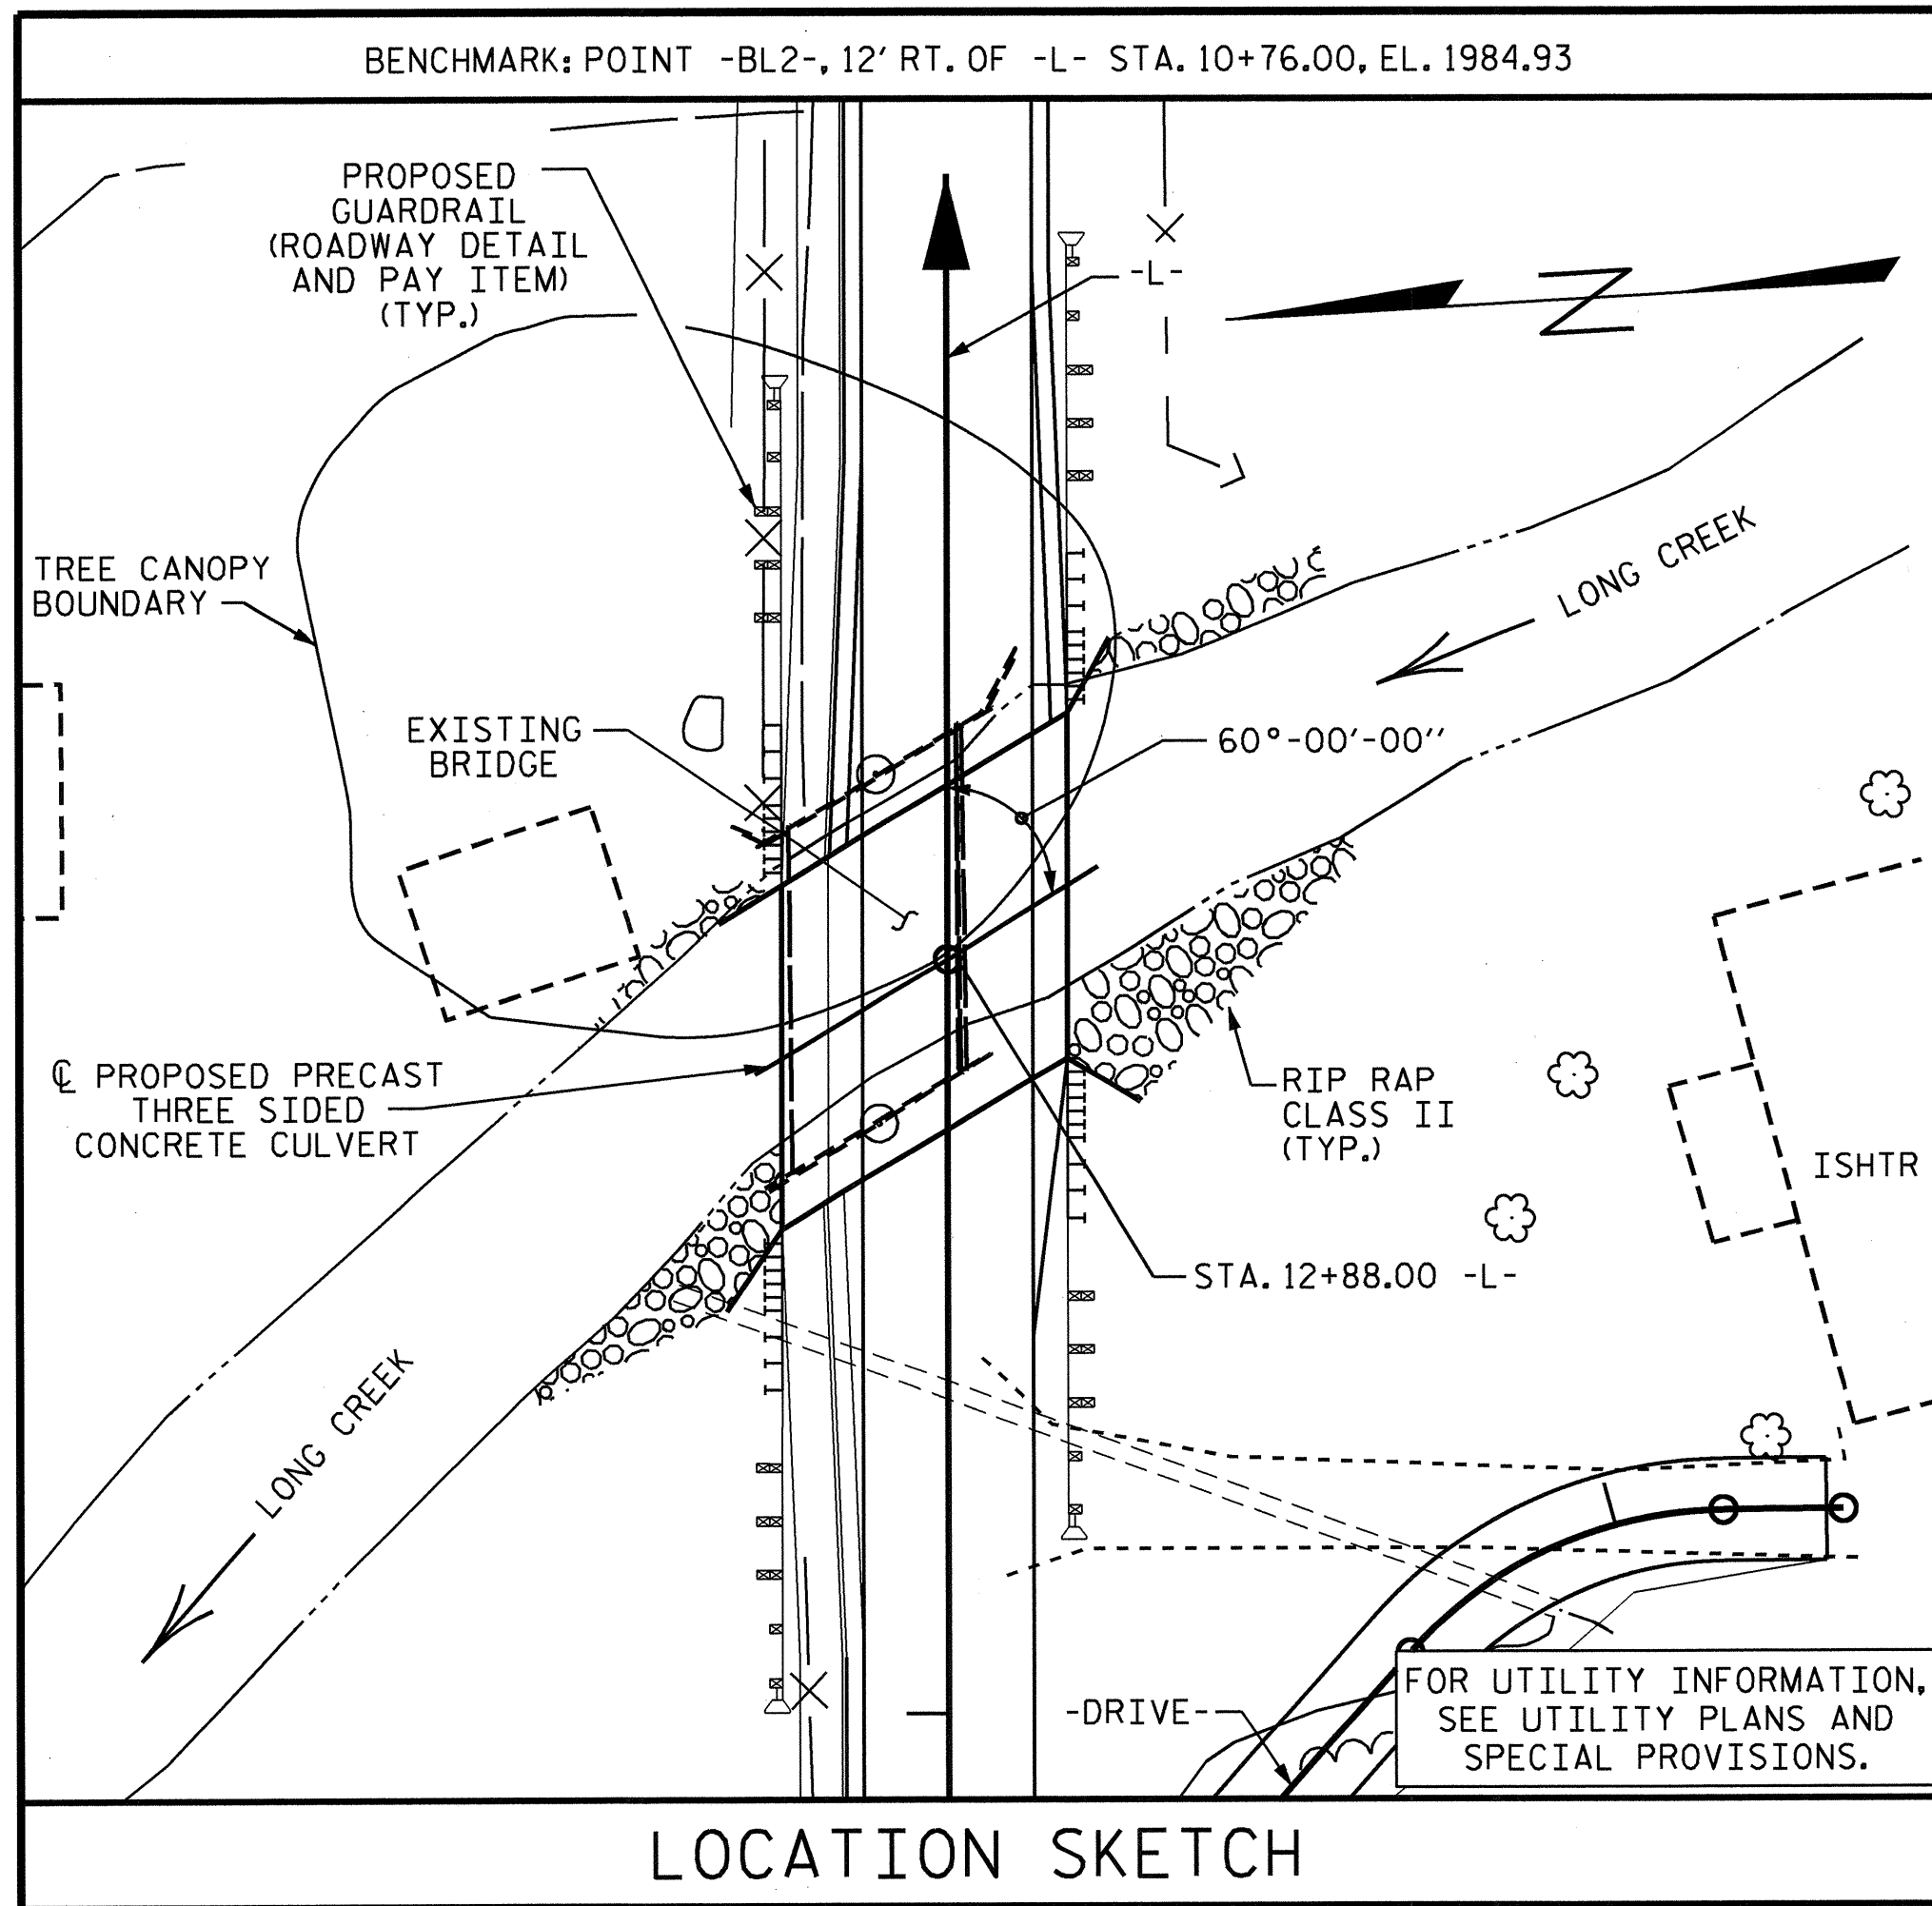 BENCHMARK: POINT -BL2-, 12' RT. OF -L- STA. 10+76.00, EL. 1984.93
PROPOSED
GUARDRAIL
(ROADWAY DETAIL
AND PAY ITEM)
(TYP.)
-L-
N
TREE CANOPY
BOUNDARY
LONG CREEK
EXISTING
BRIDGE
60°-00'-00''
℄ PROPOSED PRECAST
THREE SIDED
CONCRETE CULVERT
RIP RAP
CLASS II
(TYP.)
ISHTR
STA. 12+88.00 -L-
LONG CREEK
-DRIVE-
FOR UTILITY INFORMATION,
SEE UTILITY PLANS AND
SPECIAL PROVISIONS.
LOCATION SKETCH